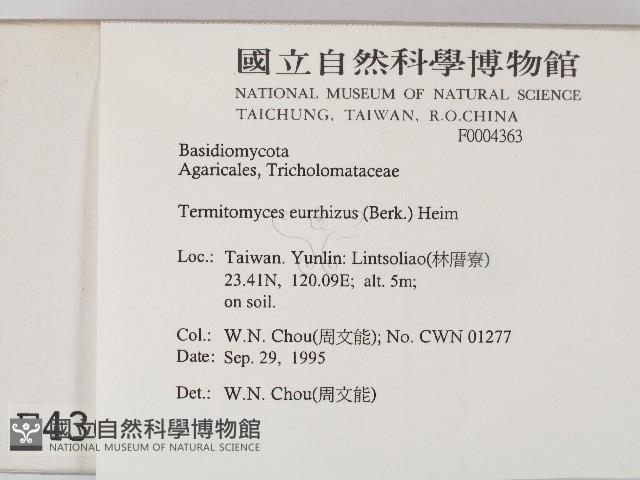 國立自然科學博物館
NATIONAL MUSEUM OF NATURAL SCIENCE
TAICHUNG, TAIWAN, R.O.CHINA
F0004363
Basidiomycota
Agaricales, Tricholomataceae
Termitomyces eurrhizus (Berk.) Heim
Loc.: Taiwan. Yunlin: Lintsoliao(林厝寮)
23.41N, 120.09E; alt. 5m;
on soil.
Col.: W.N. Chou(周文能); No. CWN 01277
Date: Sep. 29, 1995
Det.: W.N. Chou(周文能)
43
國立自然科學博物館
NATIONAL MUSEUM OF NATURAL SCIENCE